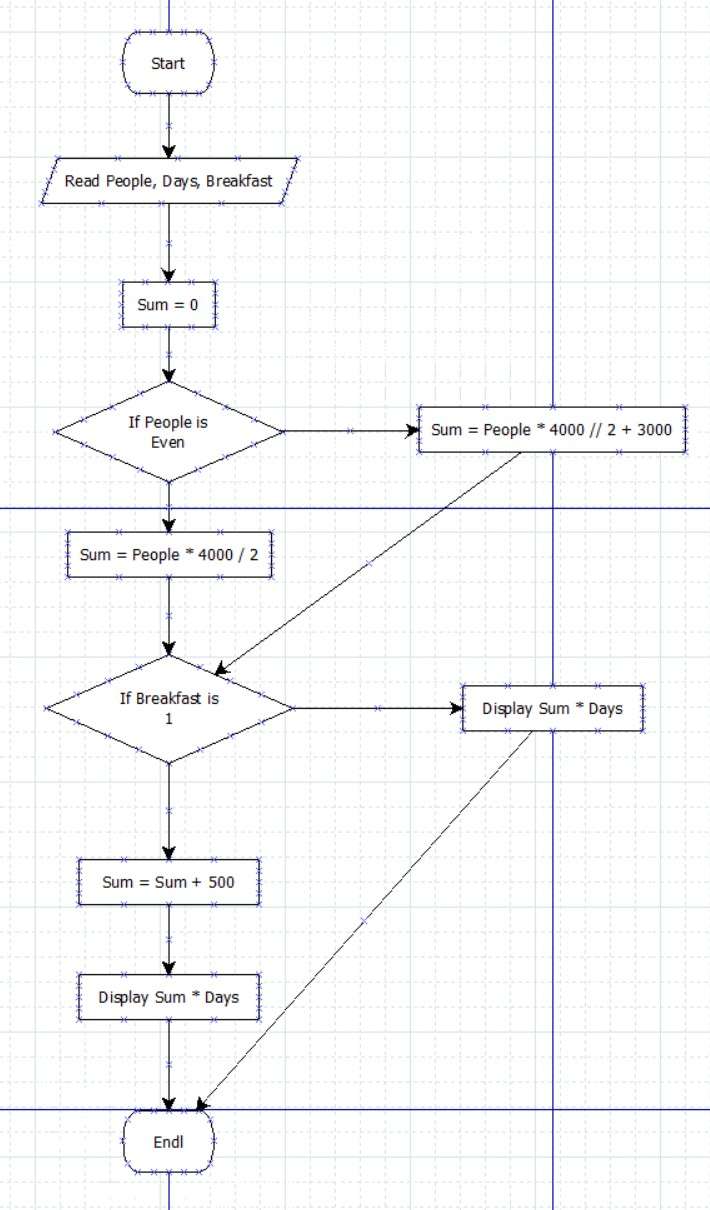 Start
Read People, Days, Breakfast
Sum = 0
If People is
Even
Sum = People * 4000 // 2 + 3000
Sum = People * 4000 / 2
If Breakfast is
1
Display Sum * Days
Sum = Sum + 500
Display Sum * Days
Endl